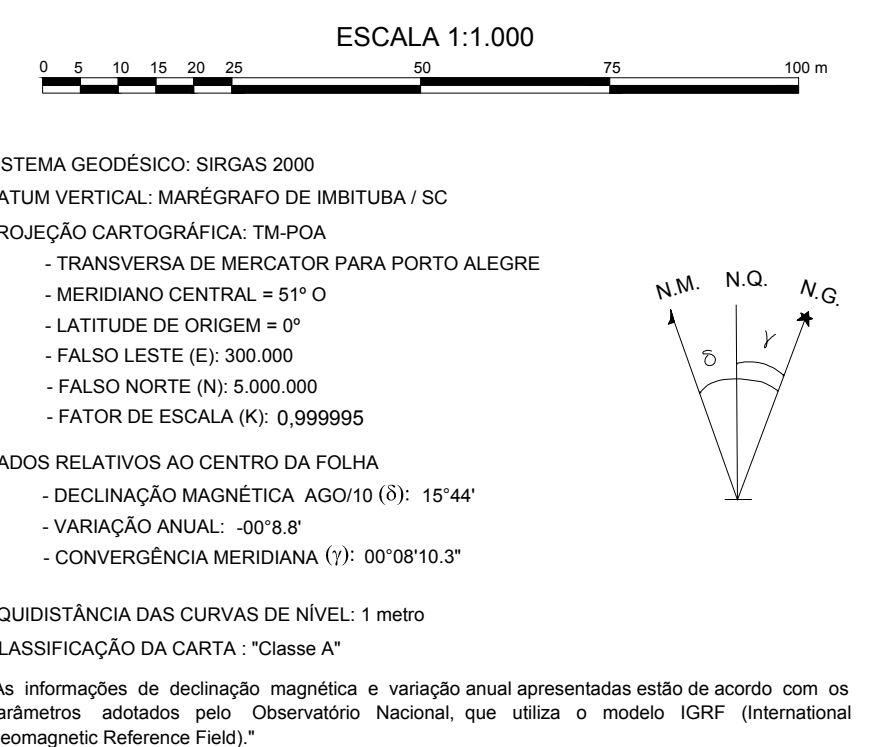 ESCALA 1:1.000
0 5 10 15 20 25 50 75 100 m
ISTEMA GEODÉSICO: SIRGAS 2000
ATUM VERTICAL: MARÉGRAFO DE IMBITUBA / SC
ROJEÇÃO CARTOGRÁFICA: TM-POA
- TRANSVERSA DE MERCATOR PARA PORTO ALEGRE
- MERIDIANO CENTRAL = 51º O
- LATITUDE DE ORIGEM = 0º
- FALSO LESTE (E): 300.000
- FALSO NORTE (N): 5.000.000
- FATOR DE ESCALA (K): 0,999995
N.M. N.Q. N.G.
δ γ
ADOS RELATIVOS AO CENTRO DA FOLHA
- DECLINAÇÃO MAGNÉTICA AGO/10 (δ): 15°44'
- VARIAÇÃO ANUAL: -00°8.8'
- CONVERGÊNCIA MERIDIANA (γ): 00°08'10.3"
QUIDISTÂNCIA DAS CURVAS DE NÍVEL: 1 metro
LASSIFICAÇÃO DA CARTA : "Classe A"
As informações de declinação magnética e variação anual apresentadas estão de acordo com os
arâmetros adotados pelo Observatório Nacional, que utiliza o modelo IGRF (International
eomagnetic Reference Field)."